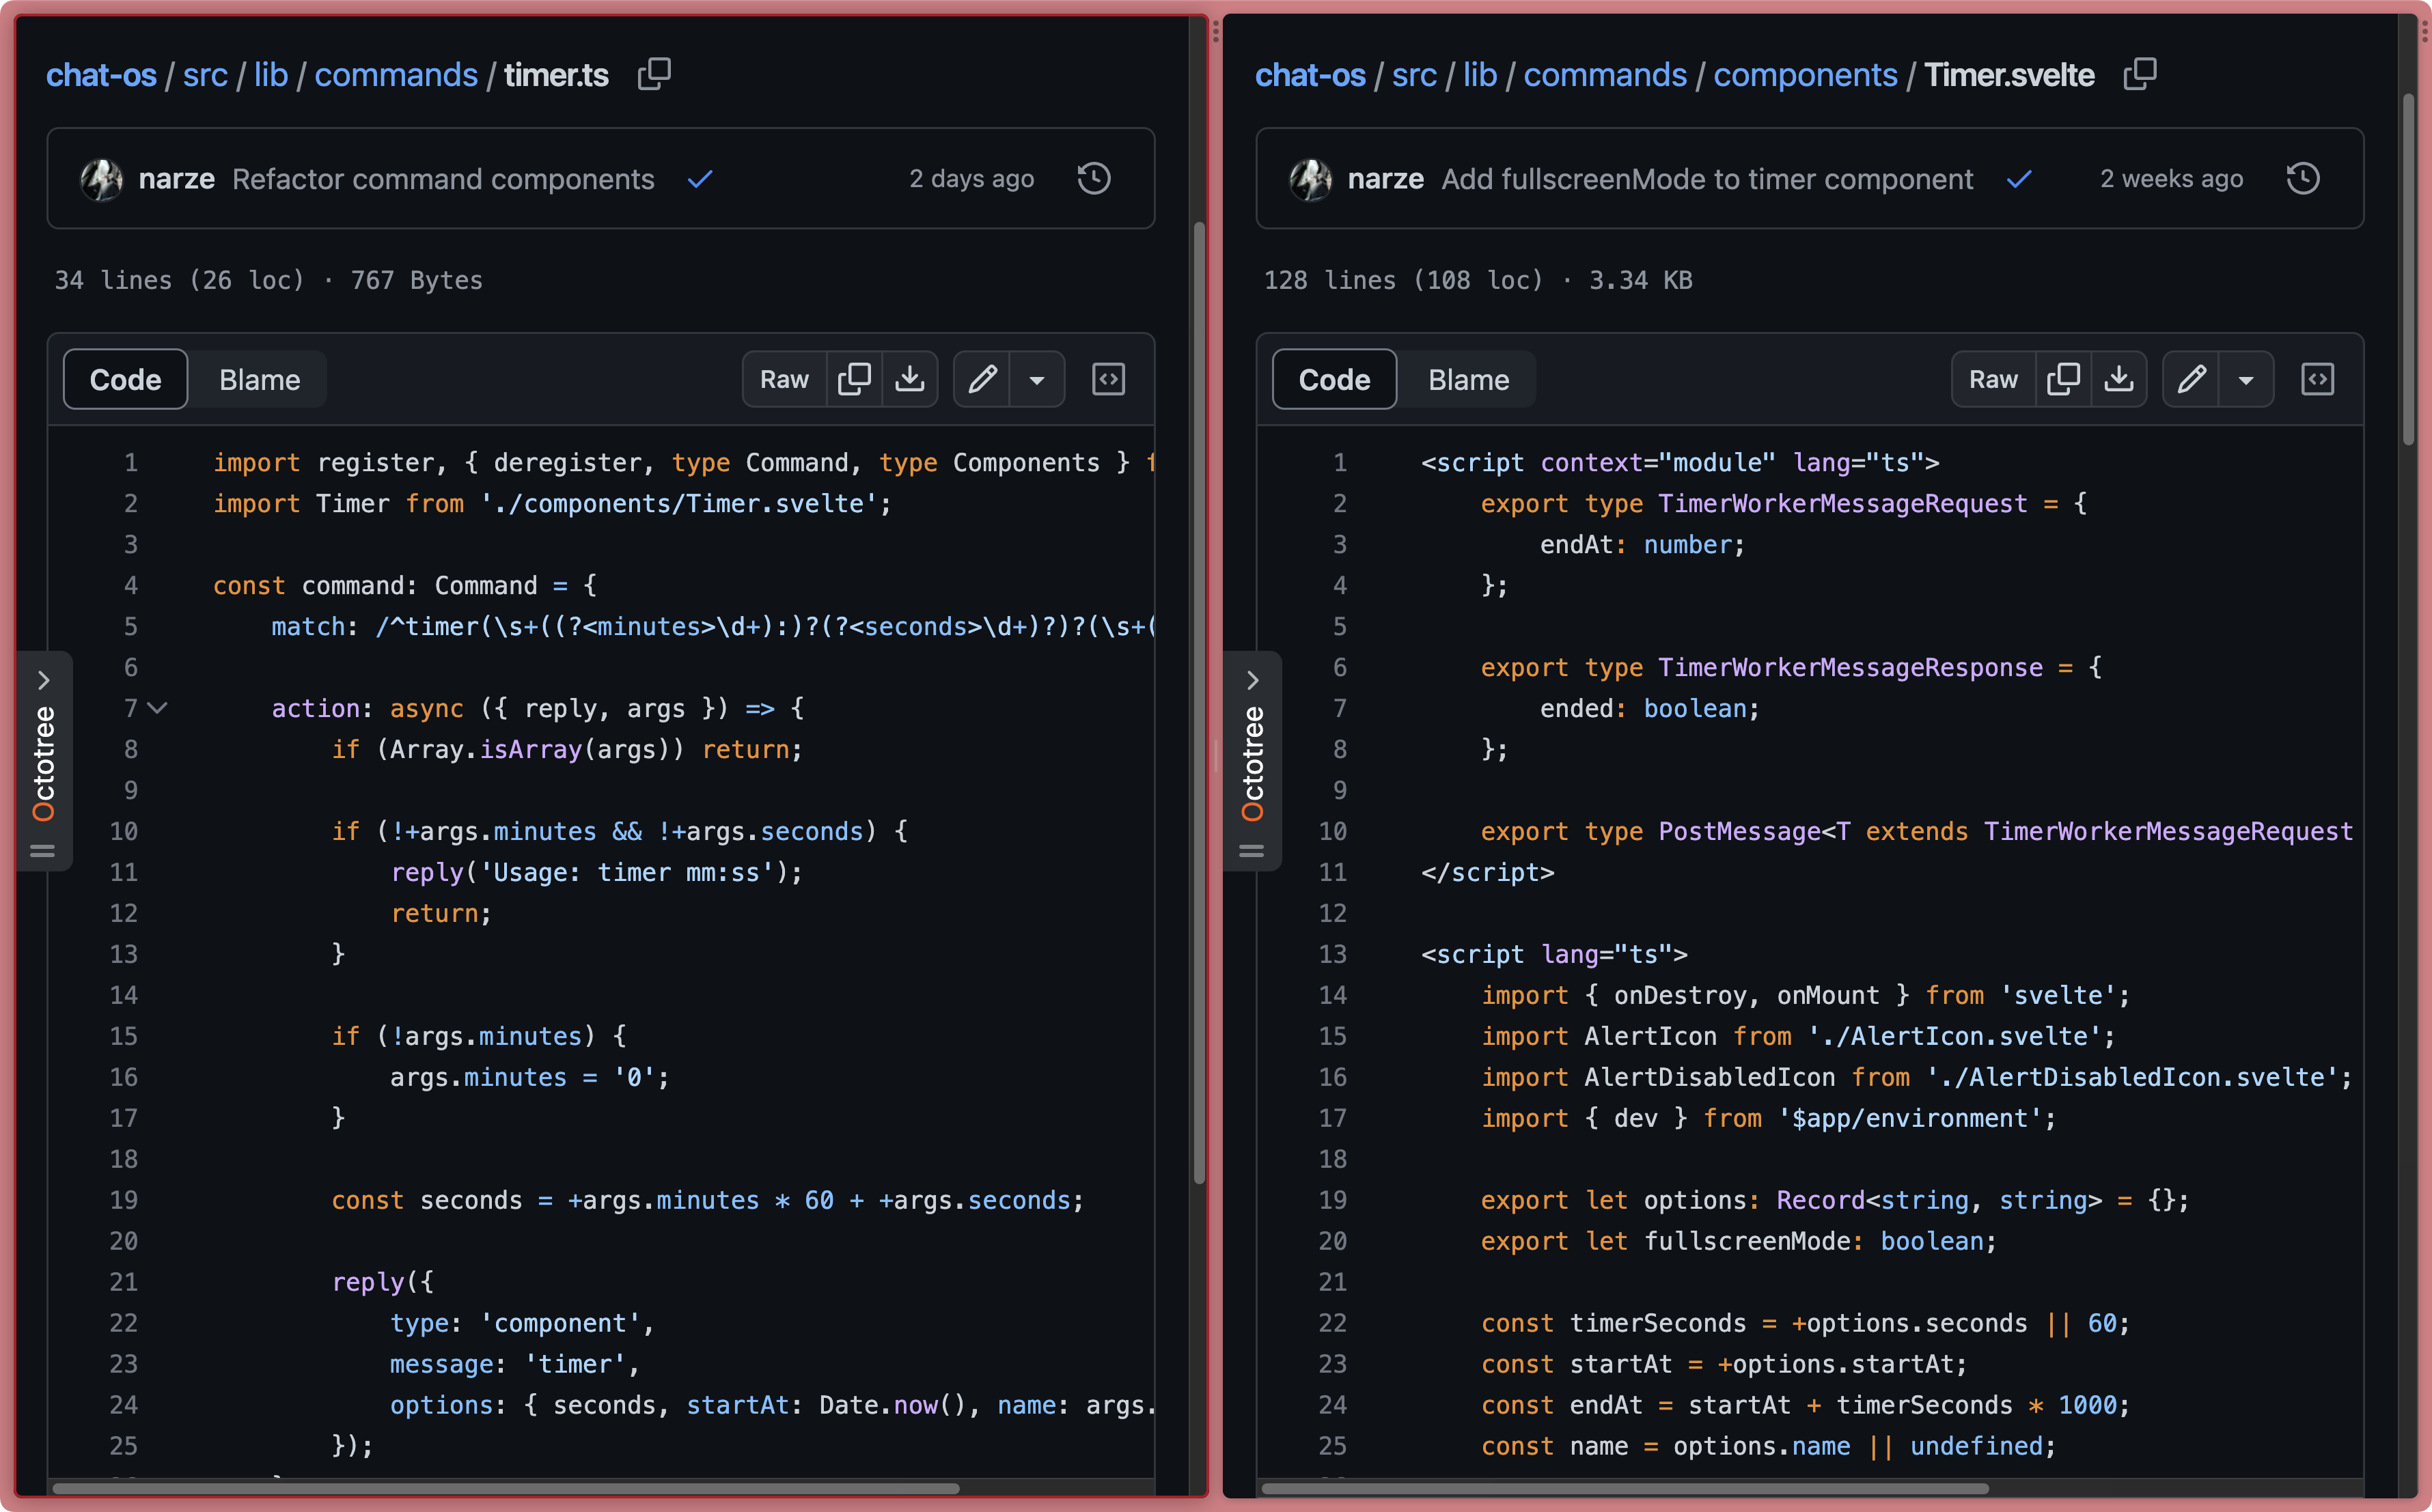 chat-os / src / lib / commands / timer.ts
narze Refactor command components 2 days ago
34 lines (26 loc) · 767 Bytes
Code Blame Raw
1 import register, { deregister, type Command, type Components }
2 import Timer from './components/Timer.svelte';
3
4 const command: Command = {
5 match: /^timer(\s+((?<minutes>\d+):)?(?<seconds>\d+)?)?(\s+(
6
7 action: async ({ reply, args }) => {
8 if (Array.isArray(args)) return;
9
10 if (!+args.minutes && !+args.seconds) {
11 reply('Usage: timer mm:ss');
12 return;
13 }
14
15 if (!args.minutes) {
16 args.minutes = '0';
17 }
18
19 const seconds = +args.minutes * 60 + +args.seconds;
20
21 reply({
22 type: 'component',
23 message: 'timer',
24 options: { seconds, startAt: Date.now(), name: args.
25 });
Octotree
chat-os / src / lib / commands / components / Timer.svelte
narze Add fullscreenMode to timer component 2 weeks ago
128 lines (108 loc) · 3.34 KB
Code Blame Raw
1 <script context="module" lang="ts">
2 export type TimerWorkerMessageRequest = {
3 endAt: number;
4 };
5
6 export type TimerWorkerMessageResponse = {
7 ended: boolean;
8 };
9
10 export type PostMessage<T extends TimerWorkerMessageRequest
11 </script>
12
13 <script lang="ts">
14 import { onDestroy, onMount } from 'svelte';
15 import AlertIcon from './AlertIcon.svelte';
16 import AlertDisabledIcon from './AlertDisabledIcon.svelte';
17 import { dev } from '$app/environment';
18
19 export let options: Record<string, string> = {};
20 export let fullscreenMode: boolean;
21
22 const timerSeconds = +options.seconds || 60;
23 const startAt = +options.startAt;
24 const endAt = startAt + timerSeconds * 1000;
25 const name = options.name || undefined;
Octotree